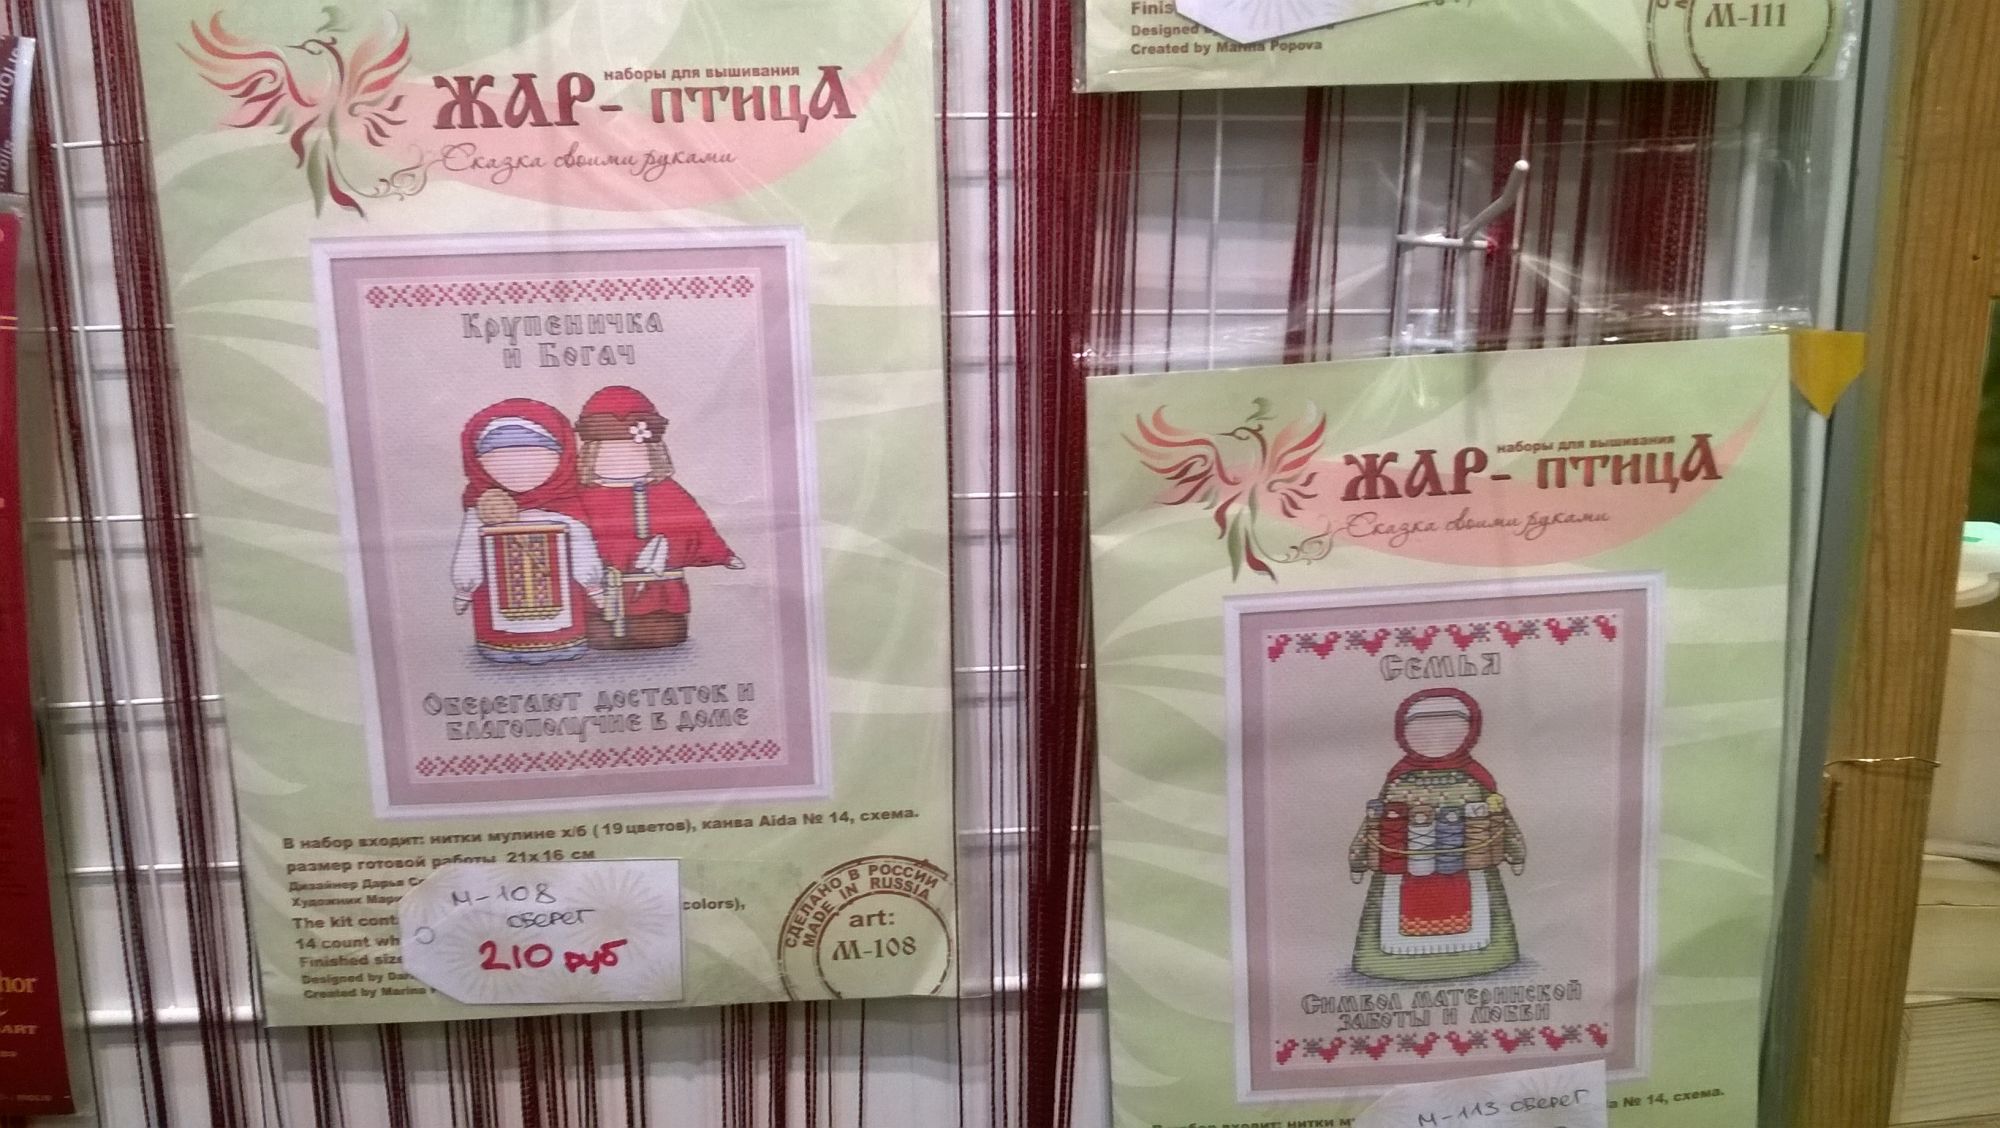 наборы для вышивания
ЖАР-ПТИЦА
Сказка своими руками
Крупеничка
и Богач
Оберегают достаток и
благополучие в доме
В набор входит: нитки мулине х/б (19 цветов), канва Aida № 14, схема.
размер готовой работы 21х16 см
Дизайнер Дарья
Художник
The kit colors),
14 count
Finished size
Designed by
Created by Marina
М-108
оберег
210 руб
СДЕЛАНО В РОССИИ
MADE IN RUSSIA
art:
М-108
Designed
Created by Marina Popova
М-111
наборы для вышивания
ЖАР-ПТИЦА
Сказка своими руками
Семья
Символ материнской
заботы и любви
№ 14, схема.
входит: нитки
М-113 оберег